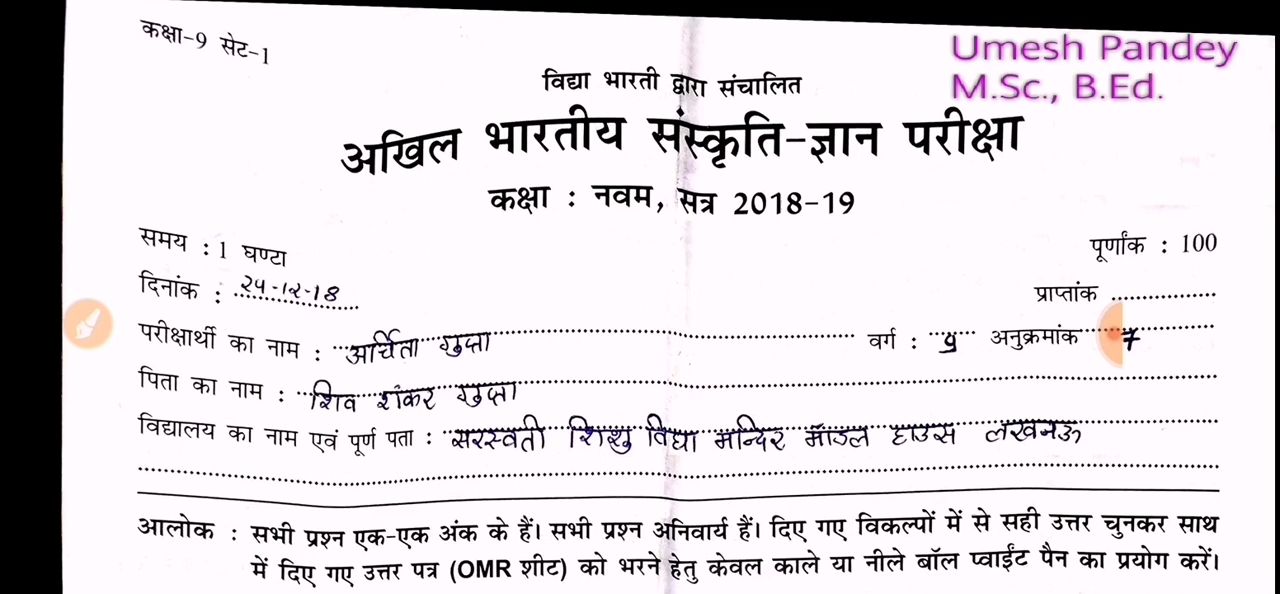 कक्षा-9 सेट-1
Umesh Pandey
M.Sc., B.Ed.
विद्या भारती द्वारा संचालित
अखिल भारतीय संस्कृति-ज्ञान परीक्षा
कक्षा : नवम, सत्र 2018-19
समय : 1 घण्टा पूर्णांक : 100
दिनांक : २५-१२-18 प्राप्तांक
परीक्षार्थी का नाम : अर्चिता गुप्ता वर्ग : अनुक्रमांक 7
पिता का नाम : शिव शंकर गुप्ता
विद्यालय का नाम एवं पूर्ण पता : सरस्वती शिशु विद्या मन्दिर मॉडल हाउस लखनऊ
आलोक : सभी प्रश्न एक-एक अंक के हैं। सभी प्रश्न अनिवार्य हैं। दिए गए विकल्पों में से सही उत्तर चुनकर साथ
में दिए गए उत्तर पत्र (OMR शीट) को भरने हेतु केवल काले या नीले बॉल प्वाईंट पैन का प्रयोग करें।